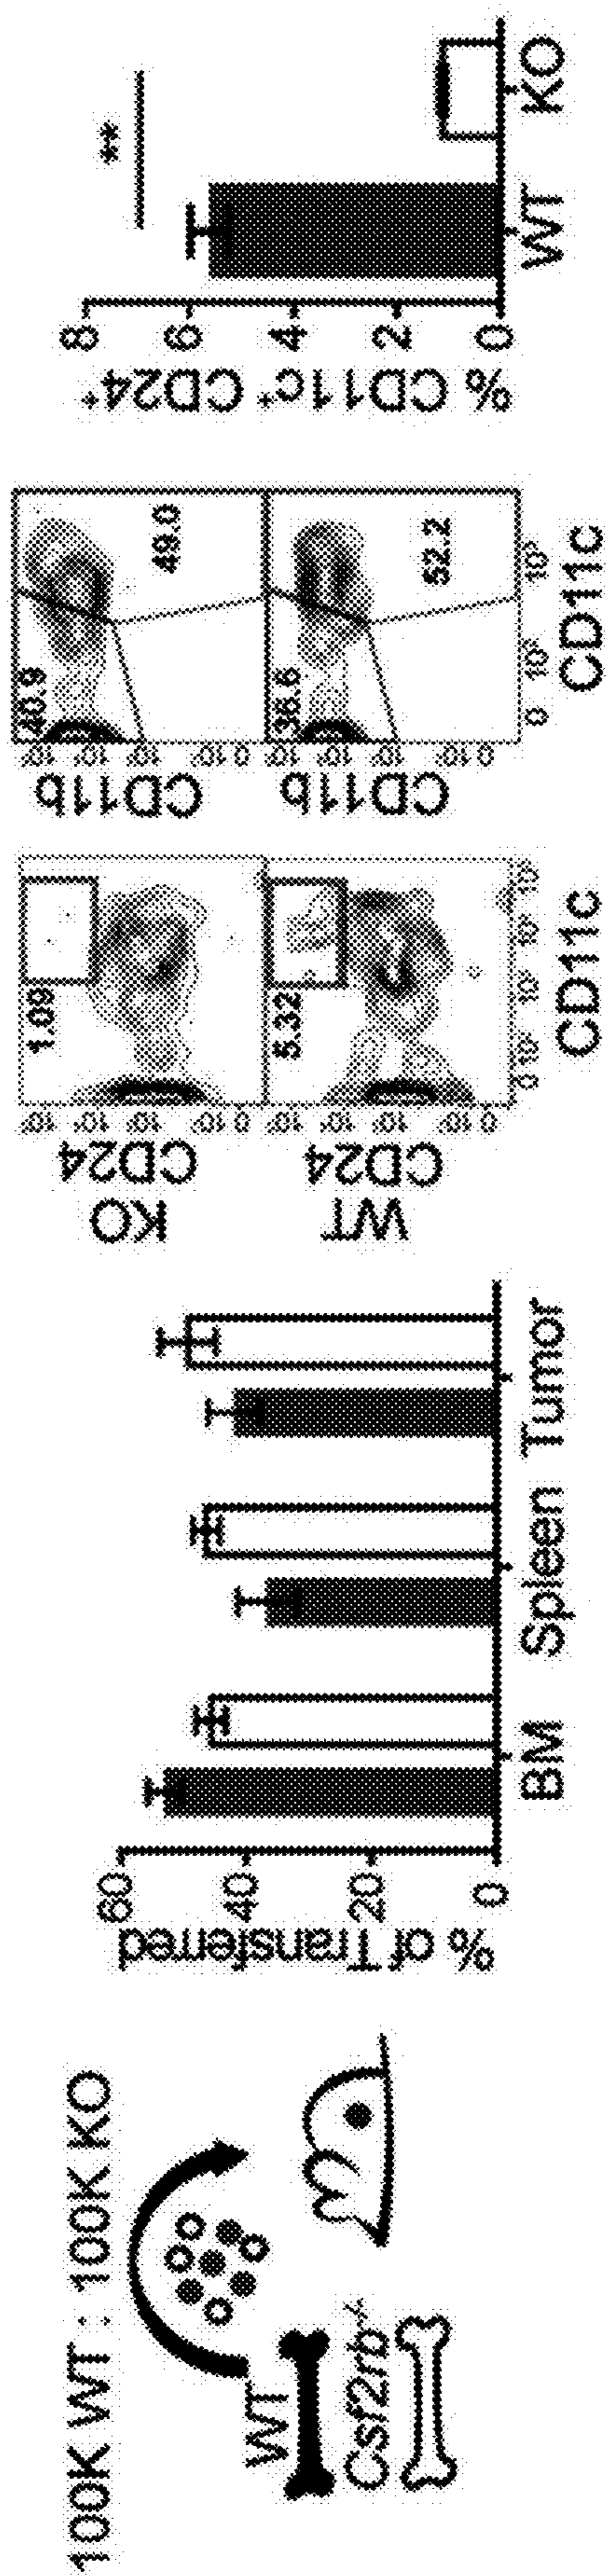 100K WT : 100K KO
WT
Csf2rb-/-
% of Transferred
60
40
20
0
BM
Spleen
Tumor
KO
WT
CD24
CD24
1.09
5.32
CD11c
CD11b
CD11b
40.9
49.0
36.6
52.2
CD11c
% CD11c+ CD24+
8
6
4
2
0
**
WT
KO